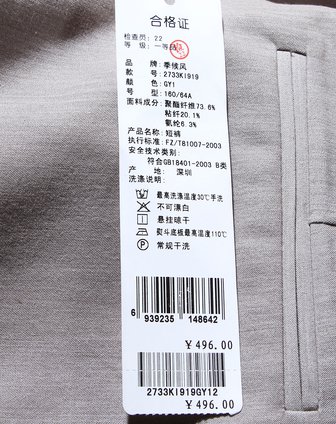 合格证
检查员: 22
等 级: 一等品
品 牌: 季候风
款 号: 2733KI919
颜 色: GY1
号 型: 160/64A
面料成分: 聚酯纤维73.6%
粘纤20.1%
氨纶6.3%
产品名称: 短裤
执行标准: FZ/T81007-2003
安全技术类别:
符合GB18401-2003 B类
产 地: 深圳
洗涤说明:
最高洗涤温度30℃手洗
不可漂白
悬挂晾干
熨斗底板最高温度110℃
常规干洗
6 939235 148642
¥496.00
2733KI919GY12
¥496.00